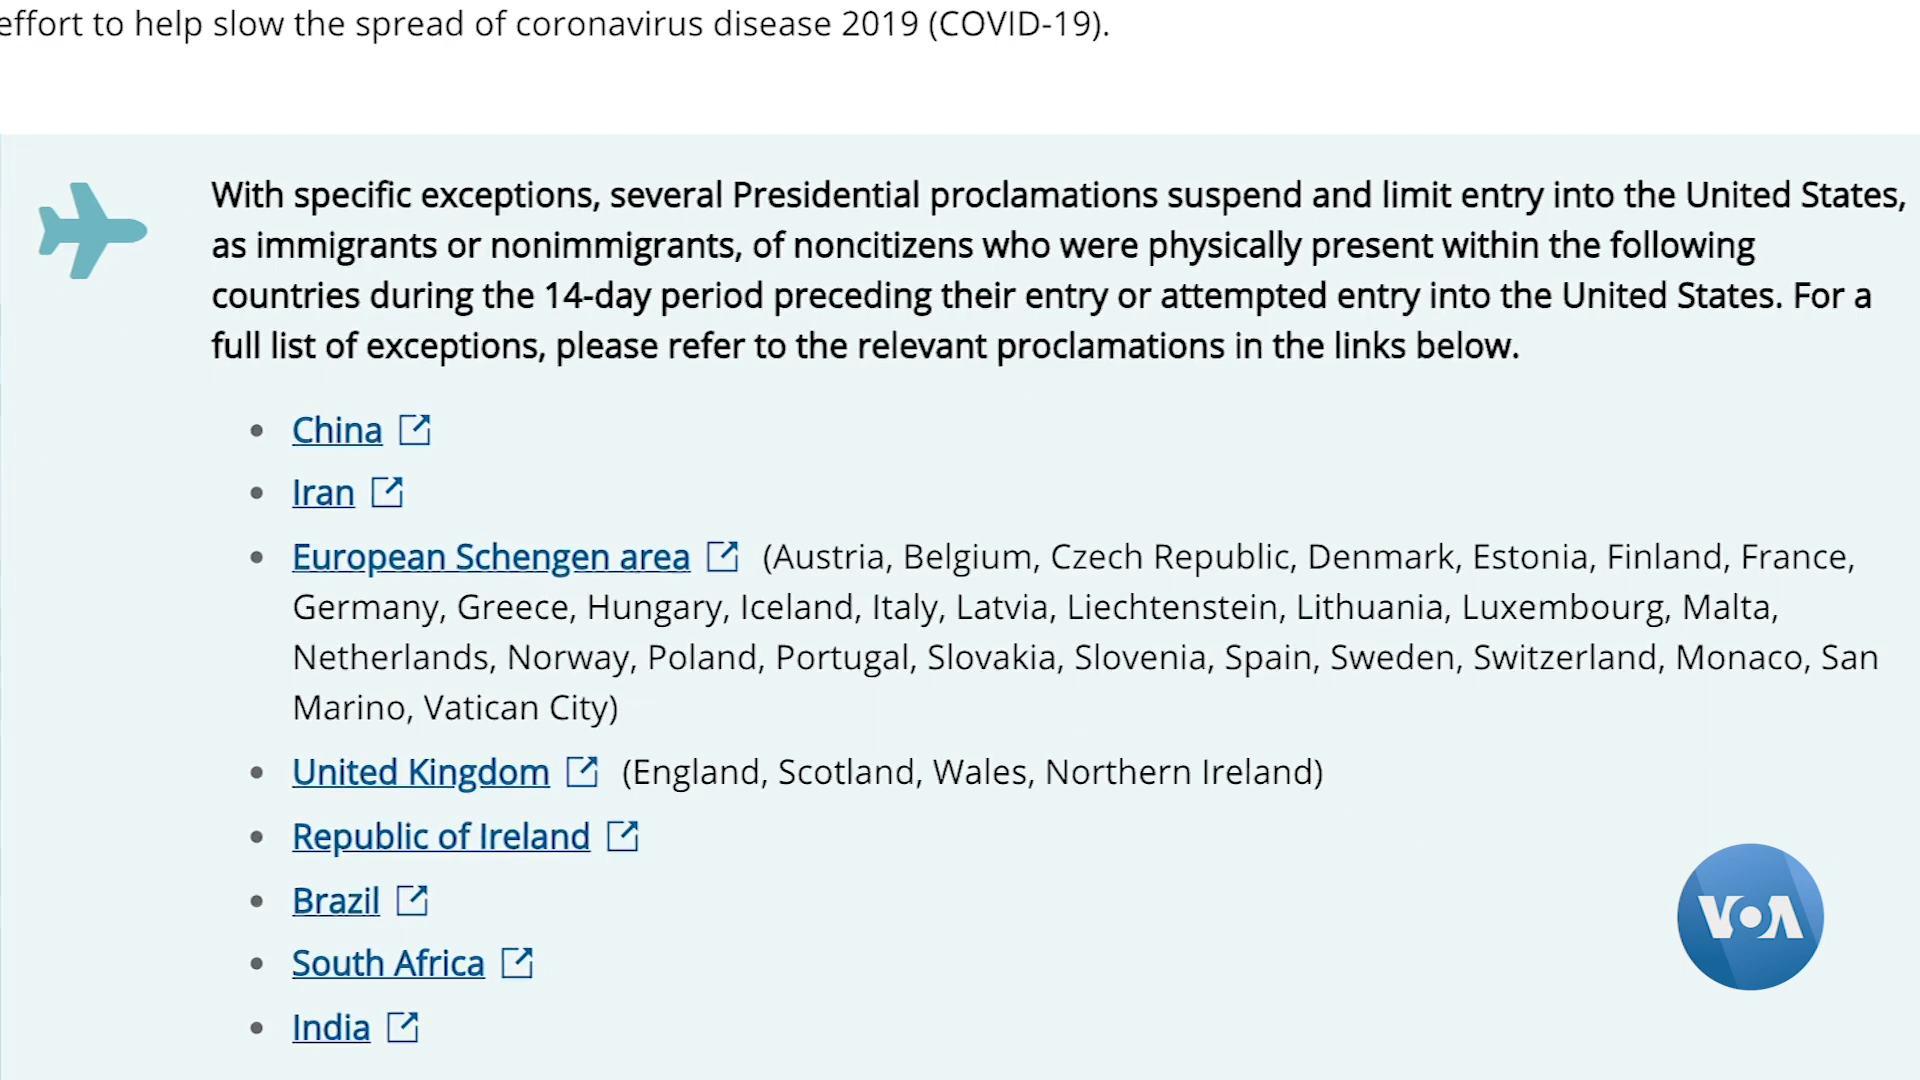 effort to help slow the spread of coronavirus disease 2019 (COVID-19).
With specific exceptions, several Presidential proclamations suspend and limit entry into the United States,
as immigrants or nonimmigrants, of noncitizens who were physically present within the following
countries during the 14-day period preceding their entry or attempted entry into the United States. For a
full list of exceptions, please refer to the relevant proclamations in the links below.
China
Iran
European Schengen area (Austria, Belgium, Czech Republic, Denmark, Estonia, Finland, France,
Germany, Greece, Hungary, Iceland, Italy, Latvia, Liechtenstein, Lithuania, Luxembourg, Malta,
Netherlands, Norway, Poland, Portugal, Slovakia, Slovenia, Spain, Sweden, Switzerland, Monaco, San
Marino, Vatican City)
United Kingdom (England, Scotland, Wales, Northern Ireland)
Republic of Ireland
Brazil
South Africa
India
VOA